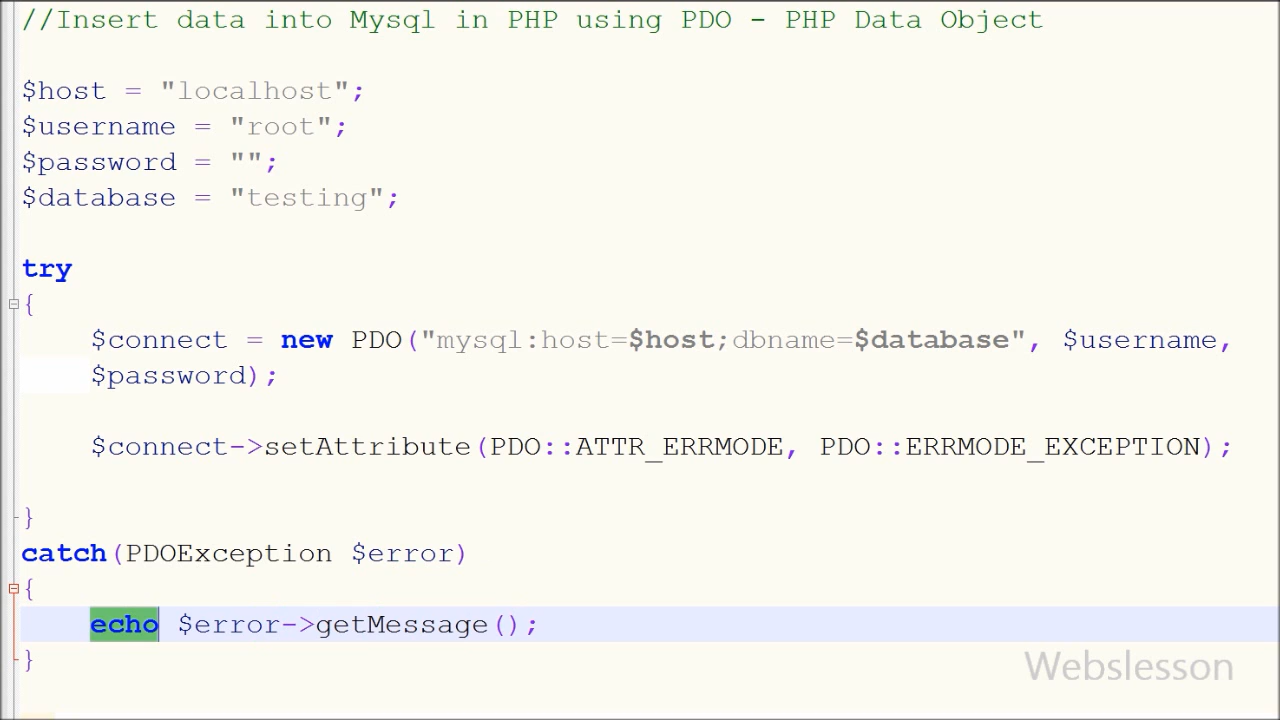 //Insert data into Mysql in PHP using PDO - PHP Data Object
$host = "localhost";
$username = "root";
$password = "";
$database = "testing";
try
{
$connect = new PDO("mysql:host=$host;dbname=$database", $username,
$password);
$connect->setAttribute(PDO::ATTR_ERRMODE, PDO::ERRMODE_EXCEPTION);
}
catch(PDOException $error)
{
echo $error->getMessage();
}
Webslesson